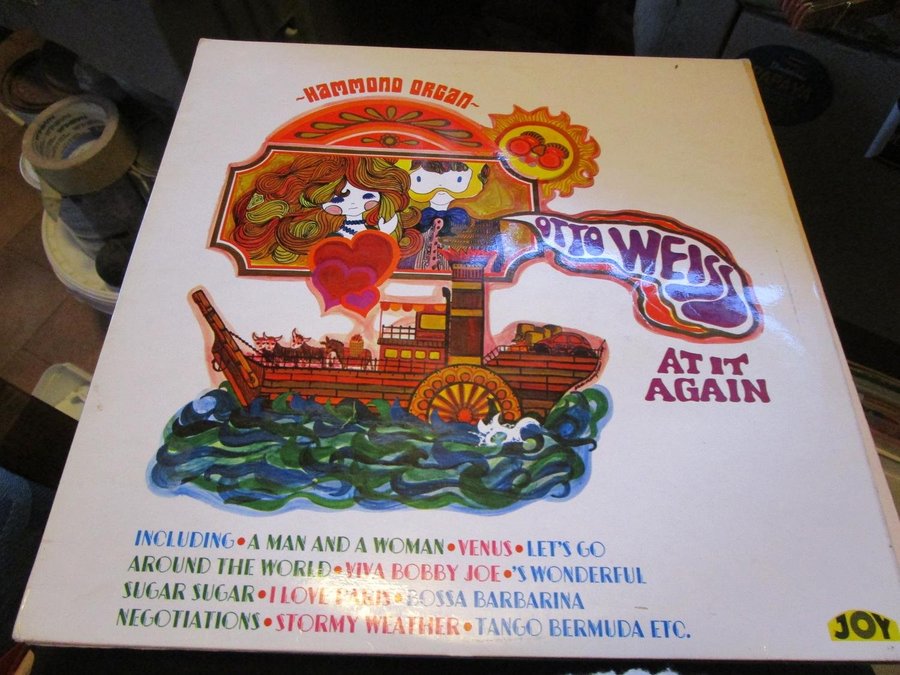 ~HAMMOND ORGAN~
OTTO WEISS
AT IT
AGAIN
INCLUDING • A MAN AND A WOMAN • VENUS • LET'S GO
AROUND THE WORLD • VIVA BOBBY JOE • 'S WONDERFUL
SUGAR SUGAR • I LOVE PARIS • BOSSA BARBARINA
NEGOTIATIONS • STORMY WEATHER • TANGO BERMUDA ETC.
JOY